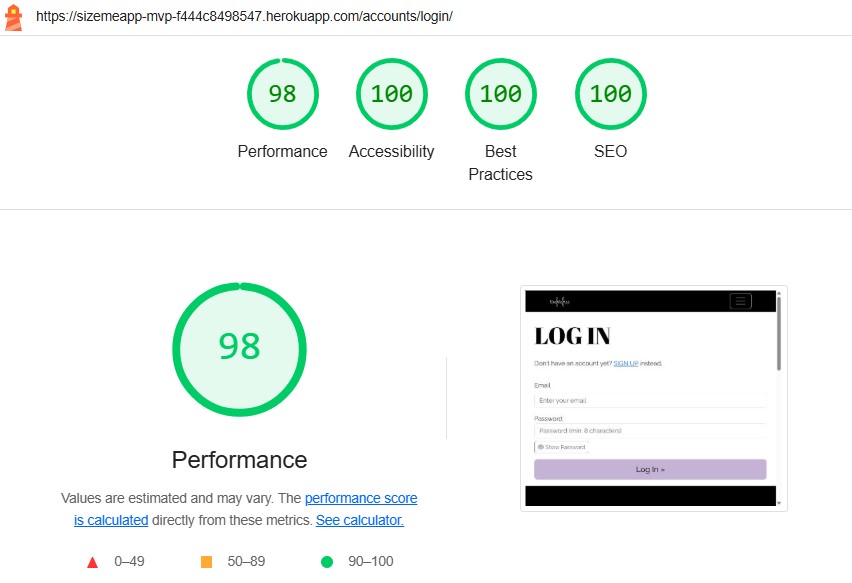 https://sizemeapp-mvp-f444c8498547.herokuapp.com/accounts/login/
98
100
100
100
Performance
Accessibility
Best
Practices
SEO
98
Performance
Values are estimated and may vary. The performance score
is calculated directly from these metrics. See calculator.
0–49
50–89
90–100
LOG IN
Don't have an account yet? SIGN UP instead.
Email
Enter your email
Password:
Password (min. 8 characters)
Show Password
Log In »